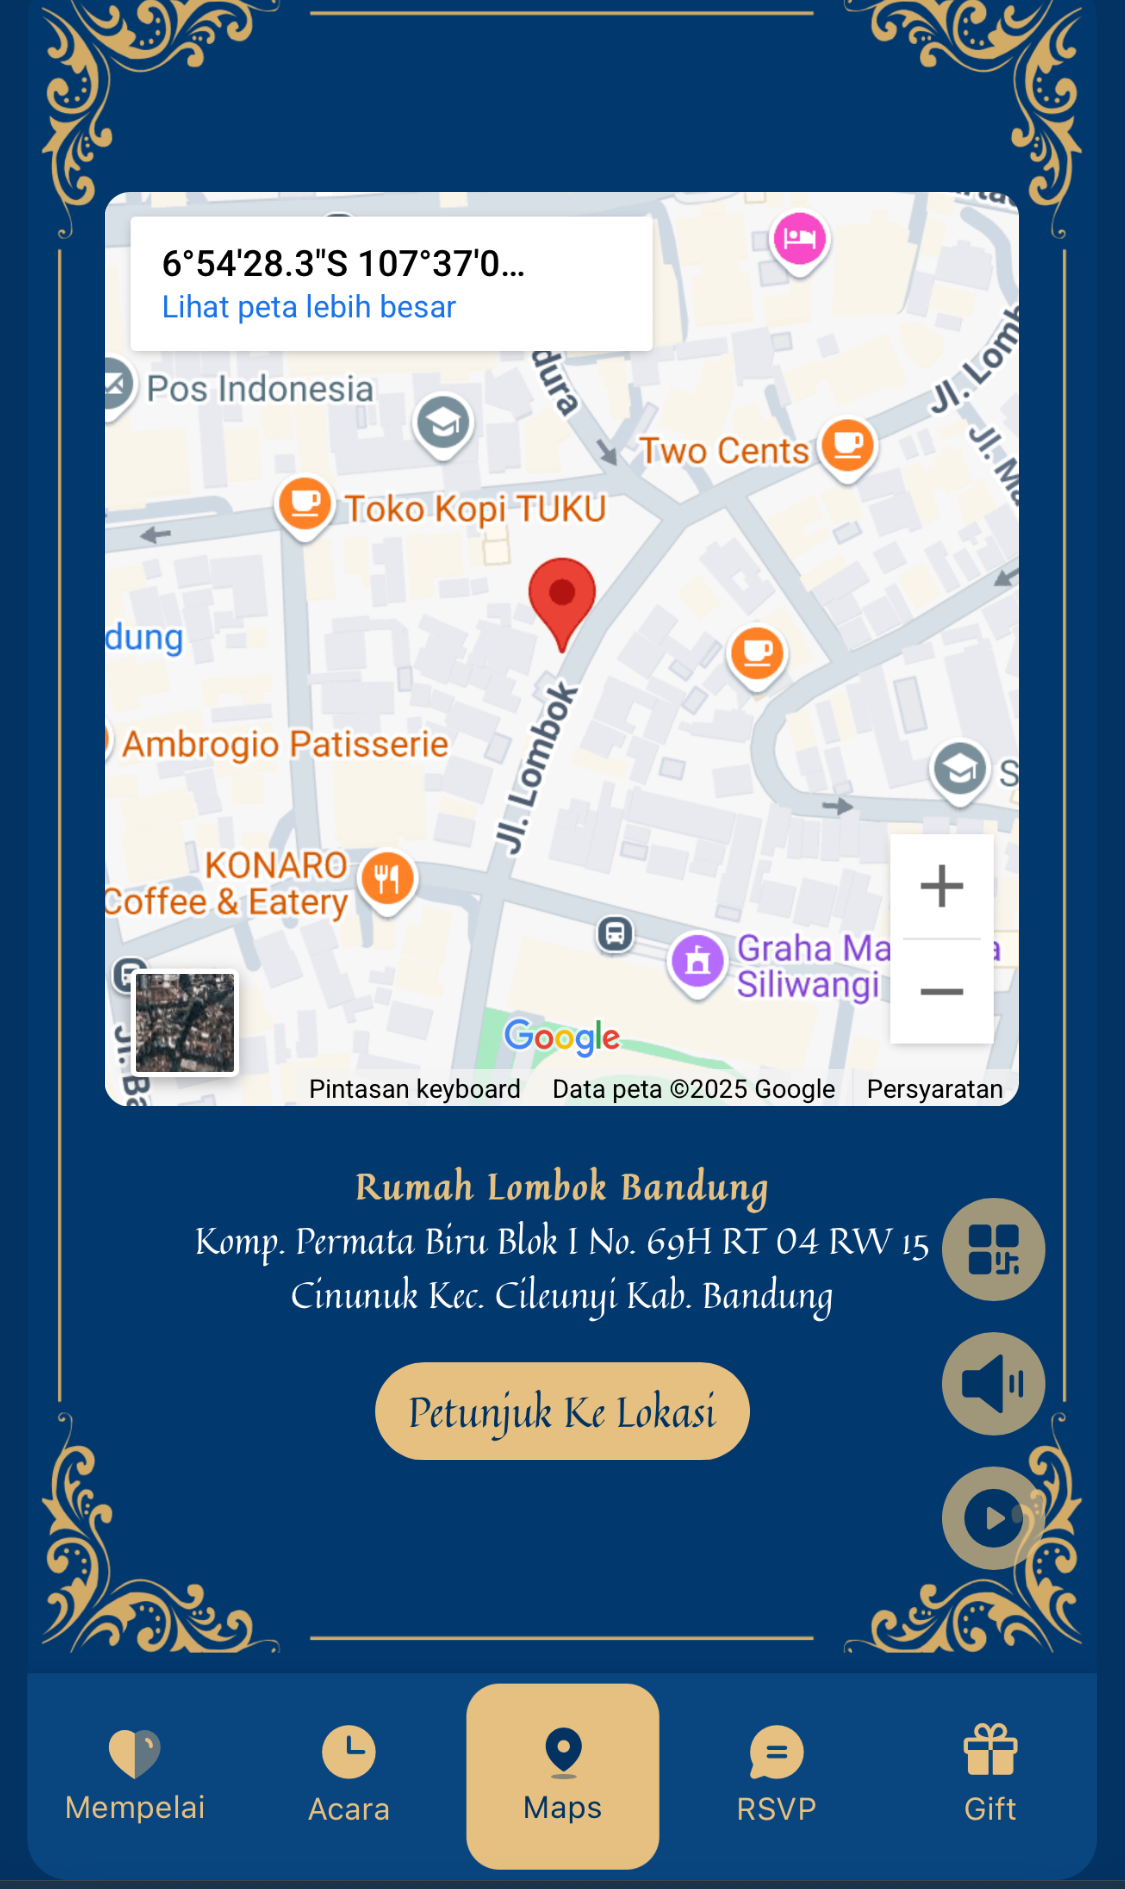 6°54'28.3"S 107°37'0...
Lihat peta lebih besar
Pos Indonesia
dura
Jl. Lomb
Jl. Ma
Two Cents
Toko Kopi TUKU
dung
Ambrogio Patisserie
Jl. Lombok
S
KONARO
Coffee & Eatery
Graha Ma a
Siliwangi
Jl. Ba
Google
Pintasan keyboard Data peta ©2025 Google Persyaratan
Rumah Lombok Bandung
Komp. Permata Biru Blok I No. 69H RT 04 RW 15
Cinunuk Kec. Cileunyi Kab. Bandung
Petunjuk Ke Lokasi
Mempelai Acara Maps RSVP Gift